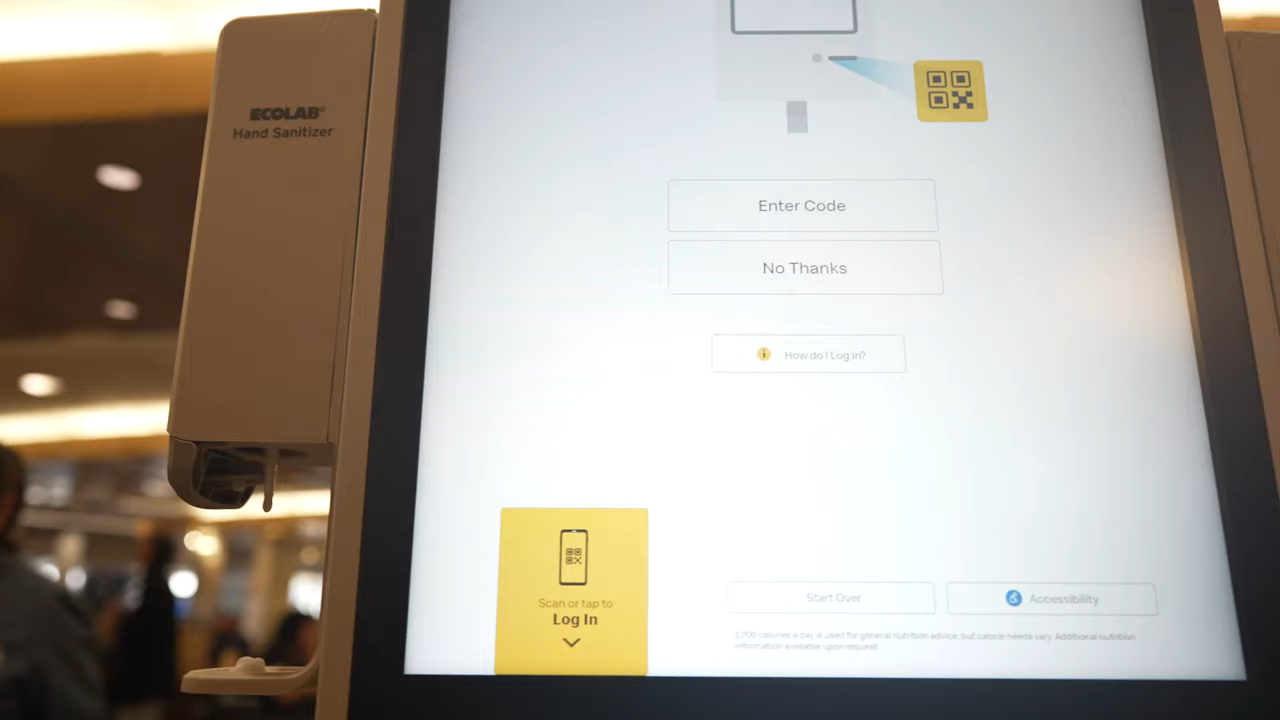 ECOLAB®
Hand Sanitizer
Enter Code
No Thanks
How do I Log in?
Scan or tap to
Log In
Start Over
Accessibility
2,000 calories a day is used for general nutrition advice, but calorie needs vary. Additional nutrition
information available upon request.